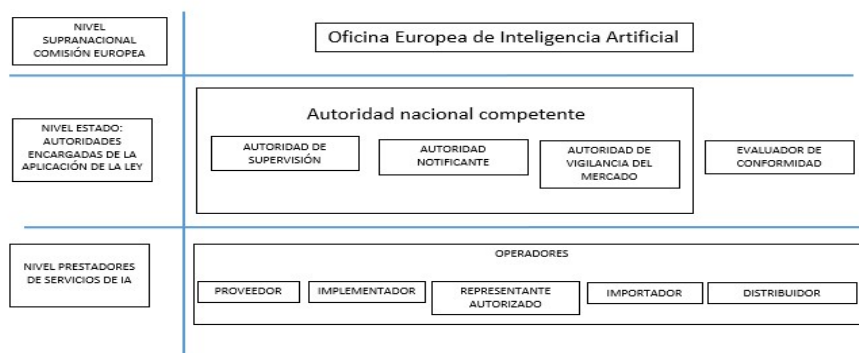 NIVEL
SUPRANACIONAL
COMISIÓN EUROPEA
Oficina Europea de Inteligencia Artificial
NIVEL ESTADO:
AUTORIDADES
ENCARGADAS DE LA
APLICACIÓN DE LA LEY
Autoridad nacional competente
AUTORIDAD DE
SUPERVISIÓN
AUTORIDAD
NOTIFICANTE
AUTORIDAD DE
VIGILANCIA DEL
MERCADO
EVALUADOR DE
CONFORMIDAD
NIVEL PRESTADORES
DE SERVICIOS DE IA
OPERADORES
PROVEEDOR
IMPLEMENTADOR
REPRESENTANTE
AUTORIZADO
IMPORTADOR
DISTRIBUIDOR